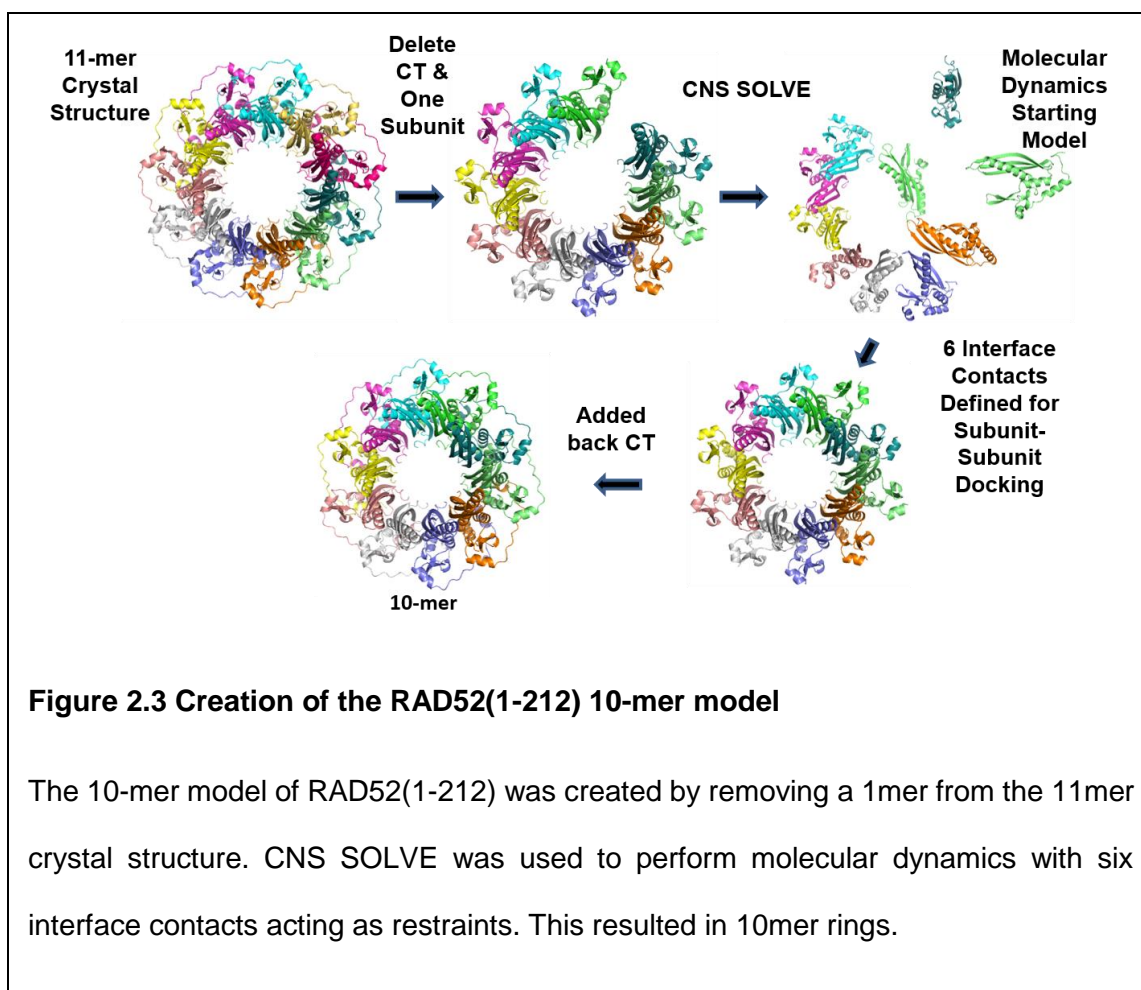 11-mer
Crystal
Structure
Delete
CT &
One
Subunit
CNS SOLVE
Molecular
Dynamics
Starting
Model
6 Interface
Contacts
Defined for
Subunit-
Subunit
Docking
Added
back CT
10-mer
Figure 2.3 Creation of the RAD52(1-212) 10-mer model
The 10-mer model of RAD52(1-212) was created by removing a 1mer from the 11mer
crystal structure. CNS SOLVE was used to perform molecular dynamics with six
interface contacts acting as restraints. This resulted in 10mer rings.